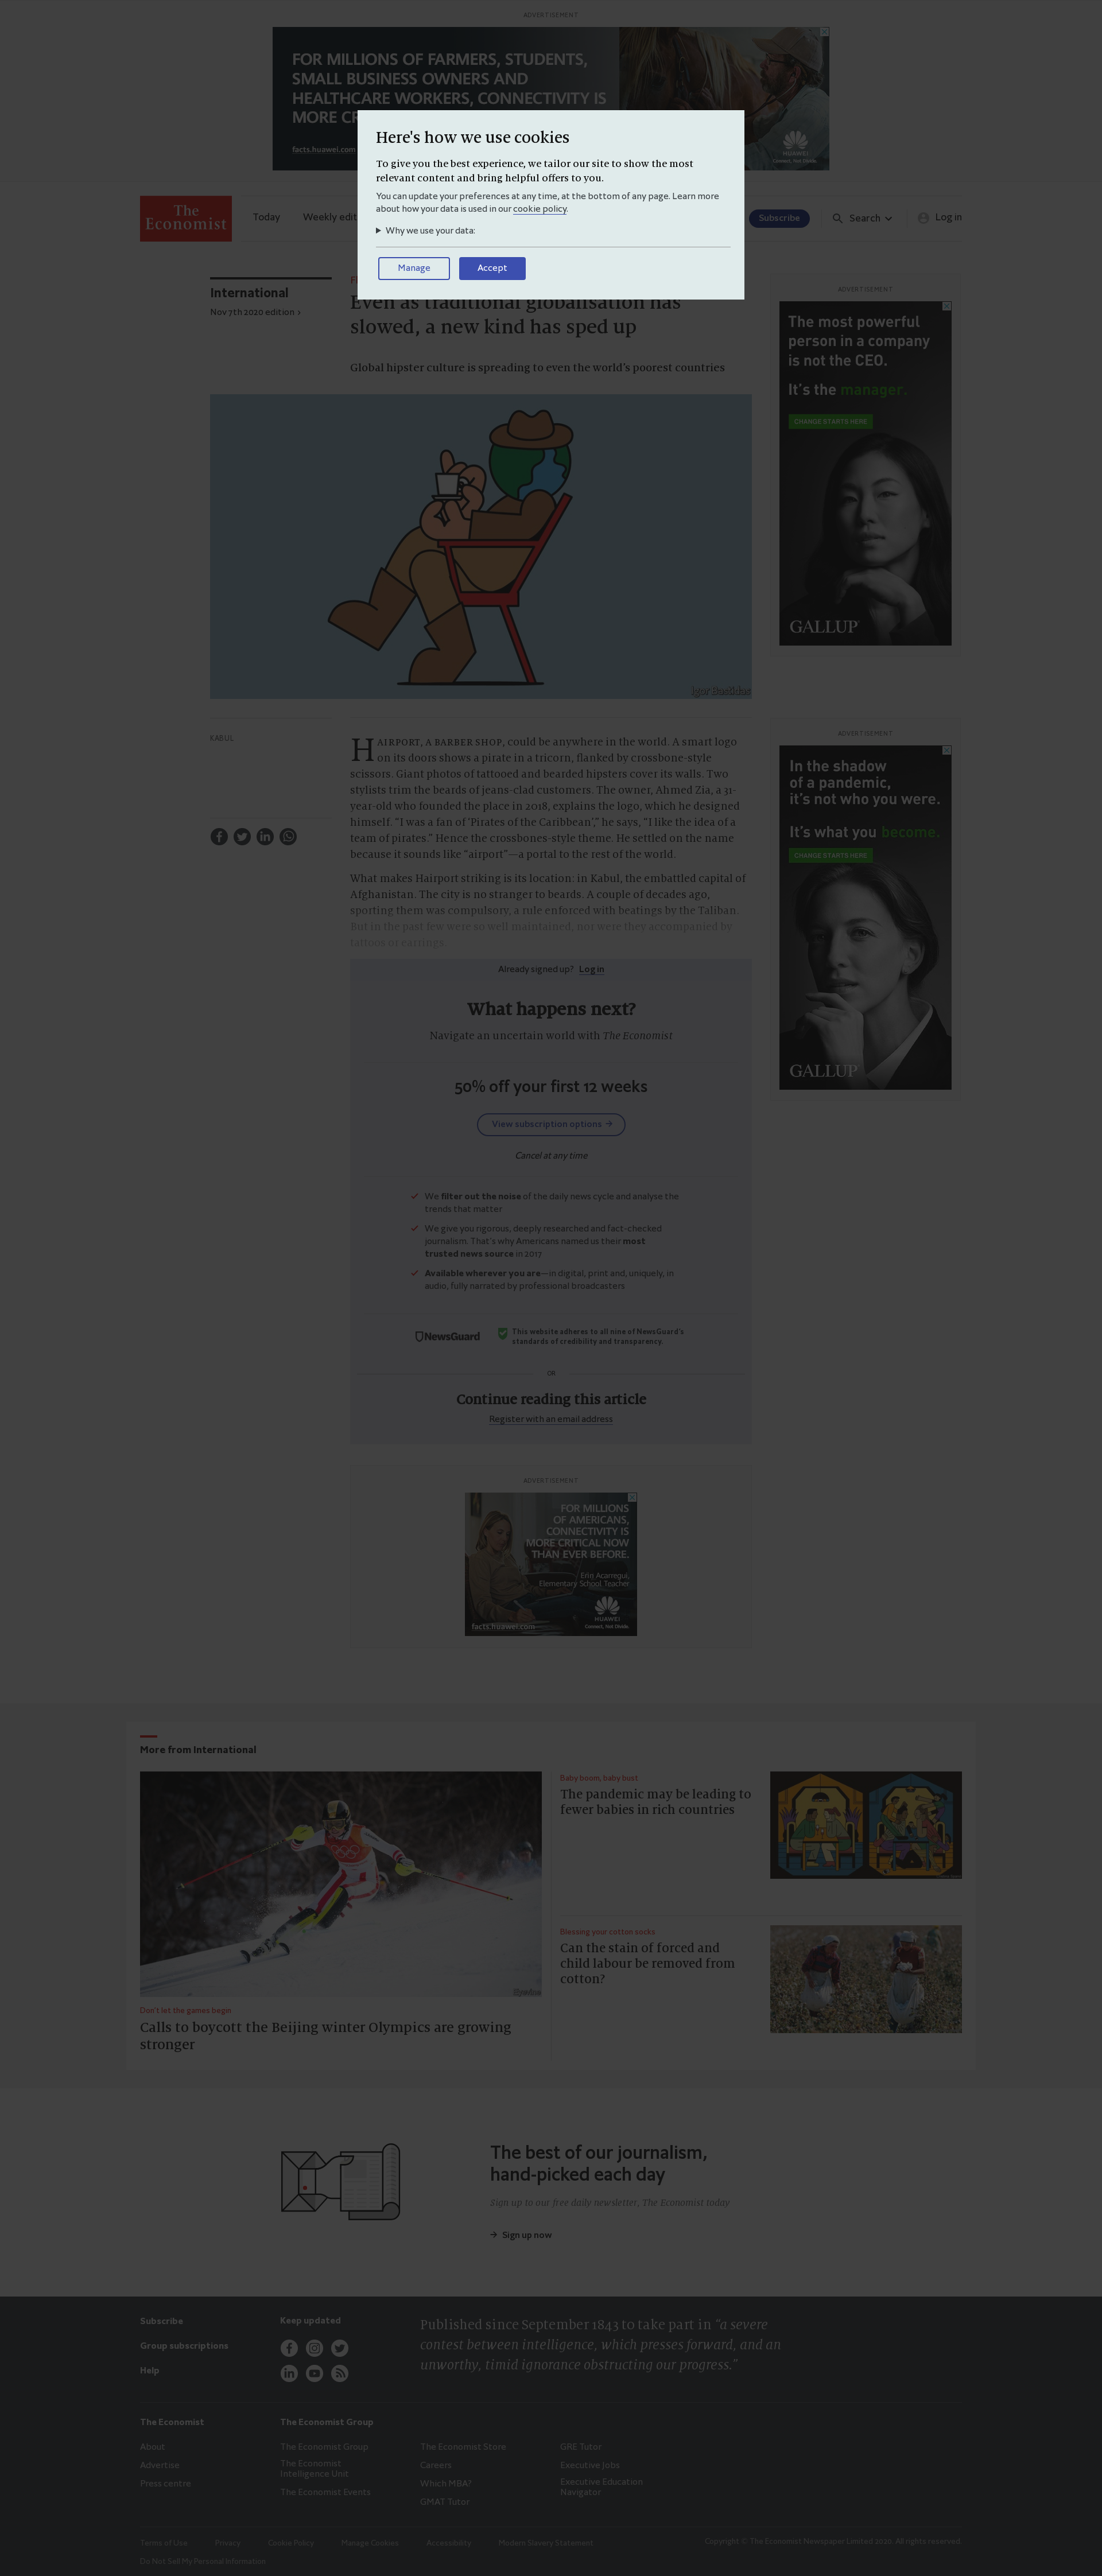 ADVERTISEMENT
FOR MILLIONS OF FARMERS, STUDENTS,
SMALL BUSINESS OWNERS AND
HEALTHCARE WORKERS, CONNECTIVITY IS
facts.huawei.com
HUAWEI
Connect, Not Divide.
Here's how we use cookies
To give you the best experience, we tailor our site to show the most
relevant content and bring helpful offers to you.
You can update your preferences at any time, at the bottom of any page. Learn more
about how your data is used in our cookie policy.
Why we use your data:
Manage
Accept
The
Economist
Today
Weekly edit
Subscribe
Search
Log in
International
Nov 7th 2020 edition
Even as traditional globalisation has
slowed, a new kind has sped up
Global hipster culture is spreading to even the world's poorest countries
Igor Bastidas
ADVERTISEMENT
The most powerful
person in a company
is not the CEO.
It's the manager.
CHANGE STARTS HERE
GALLUP
KABUL
HAIRPORT, A BARBER SHOP, could be anywhere in the world. A smart logo
on its doors shows a pirate in a tricorn, flanked by crossbone-style
scissors. Giant photos of tattooed and bearded hipsters cover its walls. Two
stylists trim the beards of jeans-clad customers. The owner, Ahmed Zia, a 31-
year-old who founded the place in 2018, explains the logo, which he designed
himself. "I was a fan of 'Pirates of the Caribbean'," he says, "I like the idea of a
team of pirates." Hence the crossbones-style theme. He settled on the name
because it sounds like "airport"—a portal to the rest of the world.
What makes Hairport striking is its location: in Kabul, the embattled capital of
Afghanistan. The city is no stranger to beards. A couple of decades ago,
sporting them was compulsory, a rule enforced with beatings by the Taliban.
But in the past few were so well maintained, nor were they accompanied by
tattoos or earrings.
ADVERTISEMENT
In the shadow
of a pandemic,
it's not who you were.
It's what you become.
CHANGE STARTS HERE
GALLUP
Already signed up? Log in
What happens next?
Navigate an uncertain world with The Economist
50% off your first 12 weeks
View subscription options
Cancel at any time
We filter out the noise of the daily news cycle and analyse the
trends that matter
We give you rigorous, deeply researched and fact-checked
journalism. That's why Americans named us their most
trusted news source in 2017
Available wherever you are—in digital, print and, uniquely, in
audio, fully narrated by professional broadcasters
NewsGuard
This website adheres to all nine of NewsGuard's
standards of credibility and transparency.
OR
Continue reading this article
Register with an email address
ADVERTISEMENT
FOR MILLIONS
OF AMERICANS,
CONNECTIVITY IS
MORE CRITICAL NOW
THAN EVER BEFORE.
Erin Acarregui,
Elementary School Teacher
facts.huawei.com
HUAWEI
Connect, Not Divide.
More from International
Don't let the games begin
Calls to boycott the Beijing winter Olympics are growing
stronger
Baby boom, baby bust
The pandemic may be leading to
fewer babies in rich countries
Blessing your cotton socks
Can the stain of forced and
child labour be removed from
cotton?
The best of our journalism,
hand-picked each day
Sign up to our free daily newsletter, The Economist today
Sign up now
Subscribe
Group subscriptions
Help
Keep updated
Published since September 1843 to take part in "a severe
contest between intelligence, which presses forward, and an
unworthy, timid ignorance obstructing our progress."
The Economist
About
Advertise
Press centre
The Economist Group
The Economist Group
The Economist
Intelligence Unit
The Economist Events
The Economist Store
Careers
Which MBA?
GMAT Tutor
GRE Tutor
Executive Jobs
Executive Education
Navigator
Terms of Use
Privacy
Cookie Policy
Manage Cookies
Accessibility
Modern Slavery Statement
Do Not Sell My Personal Information
Copyright © The Economist Newspaper Limited 2020. All rights reserved.